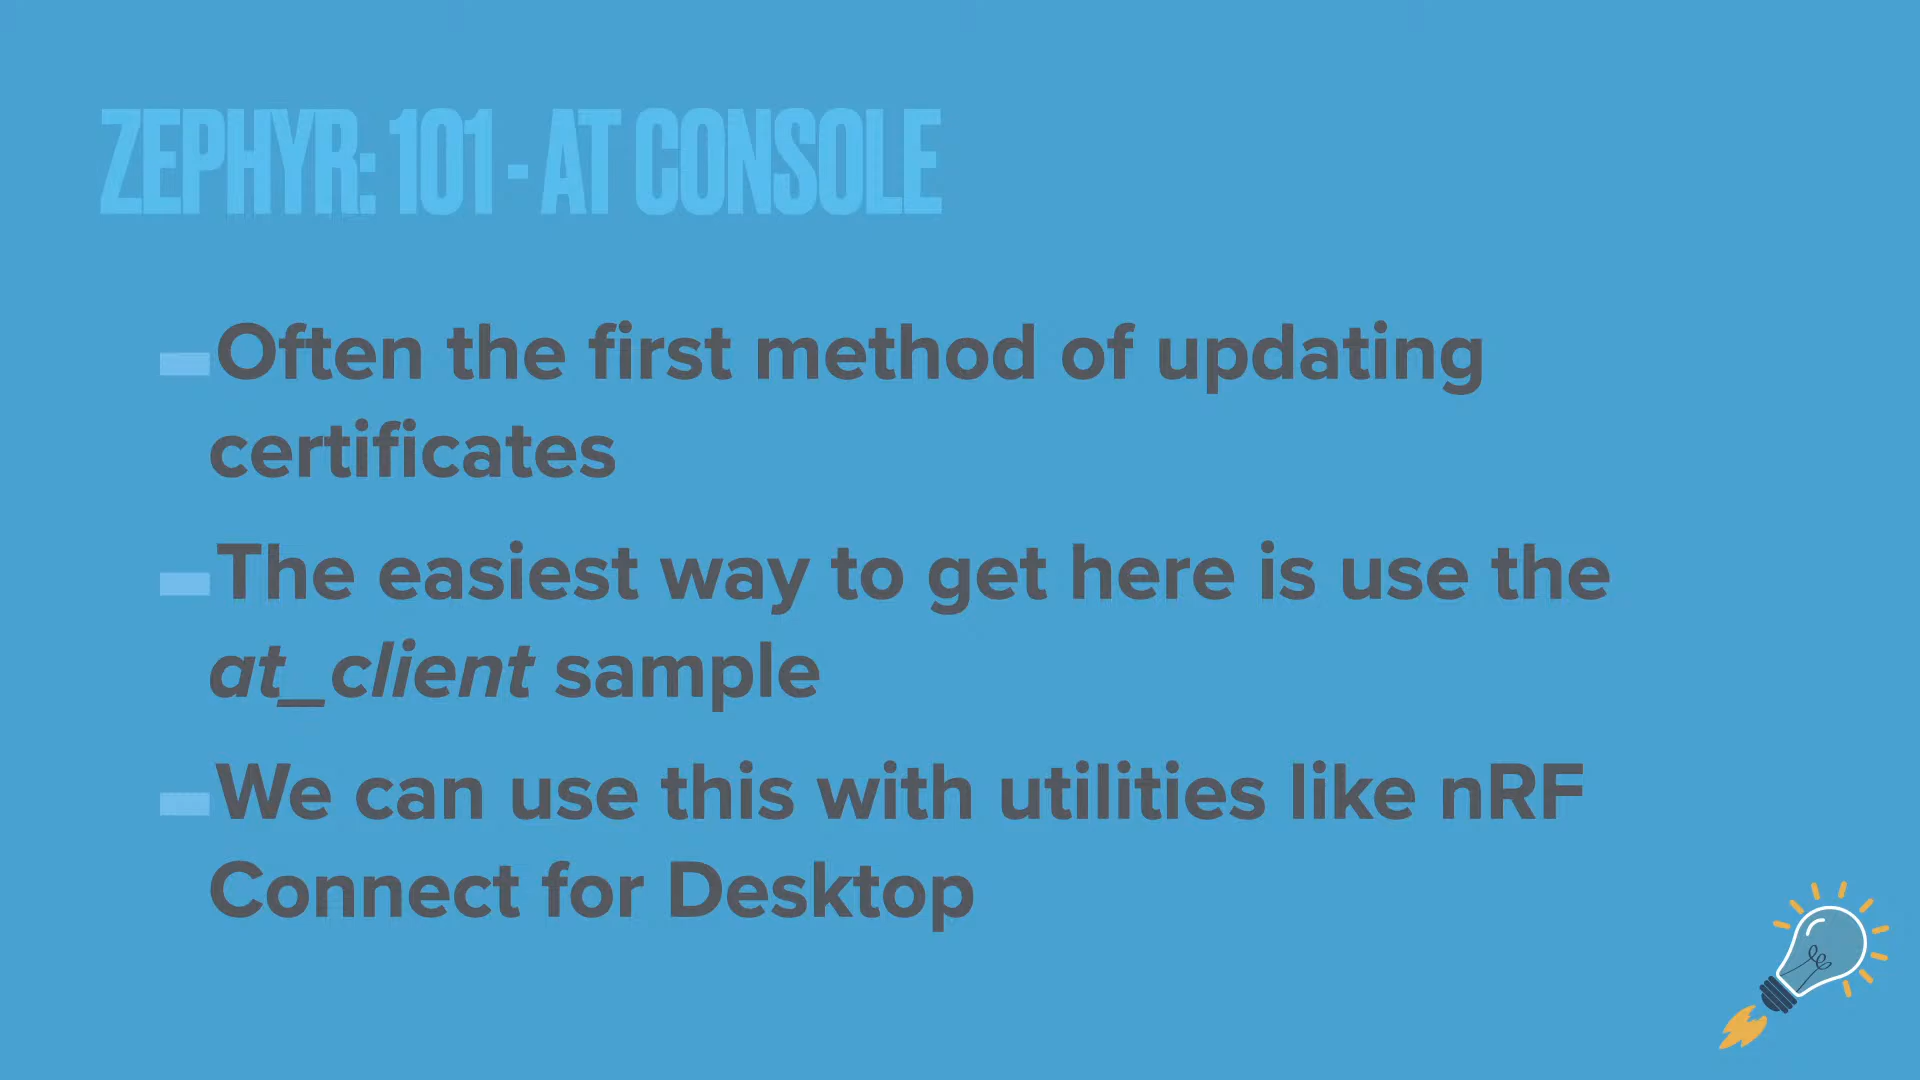 ZEPHYR: 101 - AT CONSOLE
Often the first method of updating
certificates
The easiest way to get here is use the
at_client sample
We can use this with utilities like nRF
Connect for Desktop